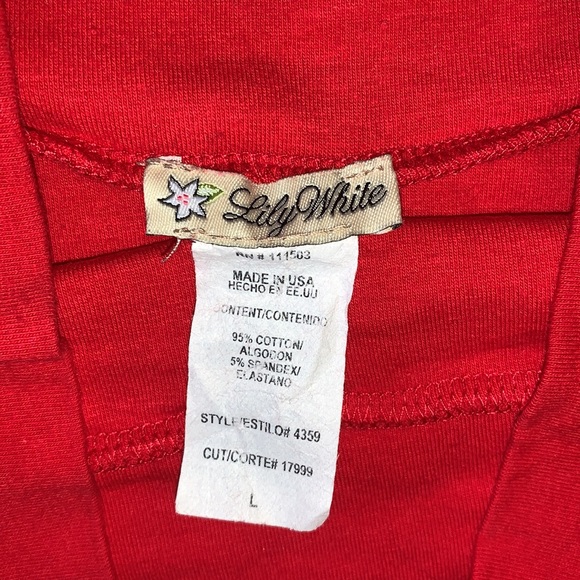 Lily White
RN # 111503
MADE IN USA
HECHO EN EE.UU
CONTENT/CONTENIDO
95% COTTON/
ALGODON
5% SPANDEX/
ELASTANO
STYLE/ESTILO# 4359
CUT/CORTE# 17999
L